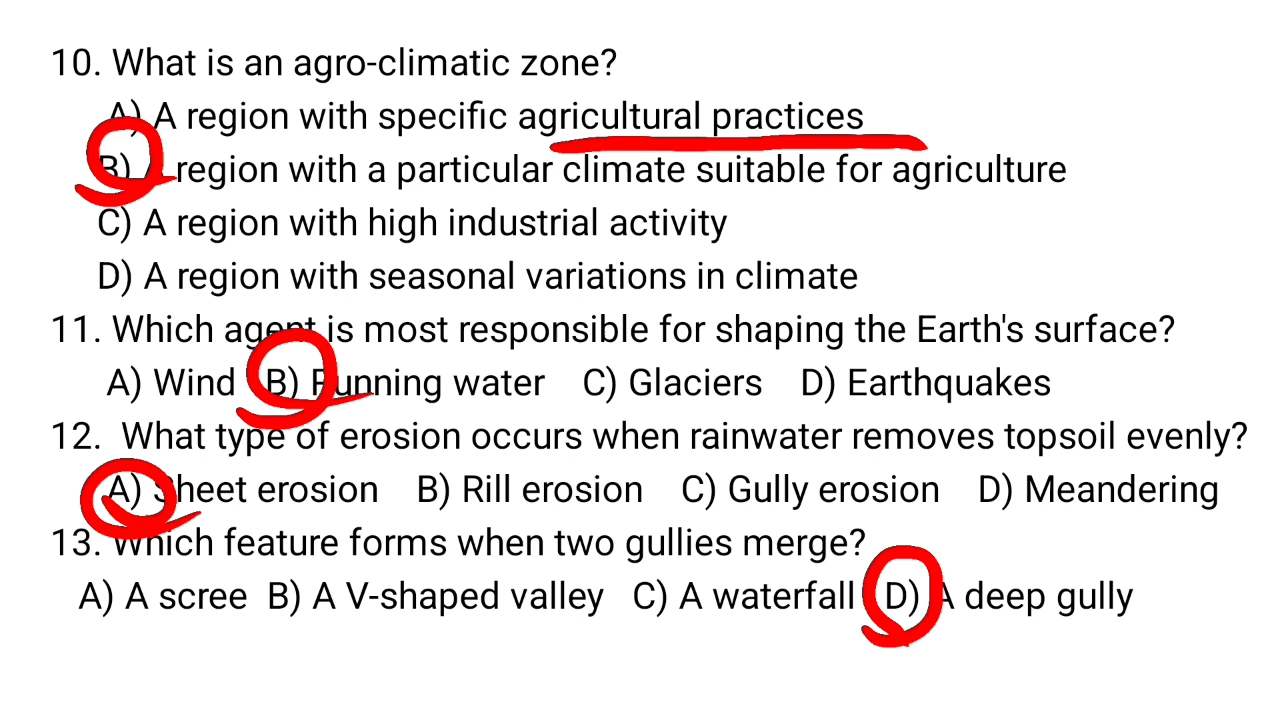 10. What is an agro-climatic zone?
A) A region with specific agricultural practices
B) A region with a particular climate suitable for agriculture
C) A region with high industrial activity
D) A region with seasonal variations in climate
11. Which agent is most responsible for shaping the Earth's surface?
A) Wind B) Running water C) Glaciers D) Earthquakes
12. What type of erosion occurs when rainwater removes topsoil evenly?
A) Sheet erosion B) Rill erosion C) Gully erosion D) Meandering
13. Which feature forms when two gullies merge?
A) A scree B) A V-shaped valley C) A waterfall D) A deep gully